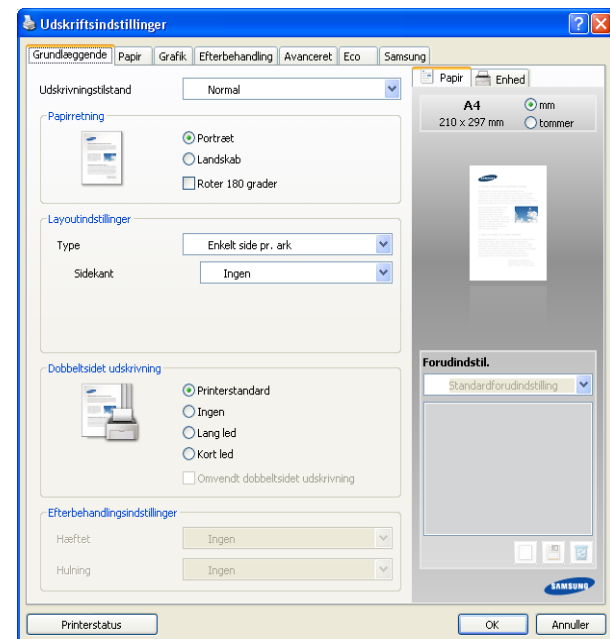 Udskriftsindstillinger
Grundlæggende Papir Grafik Efterbehandling Avanceret Eco Samsung
Udskrivningstilstand Normal
Papirretning
Portræt
Landskab
Roter 180 grader
Layoutindstillinger
Type Enkelt side pr. ark
Sidekant Ingen
Dobbeltsidet udskrivning
Printerstandard
Ingen
Lang led
Kort led
Omvendt dobbeltsidet udskrivning
Efterbehandlingsindstillinger
Hæftet Ingen
Hulning Ingen
Papir Enhed
A4 mm
210 x 297 mm tommer
Forudindstil.
Standardforudindstilling
SAMSUNG
Printerstatus OK Annuller